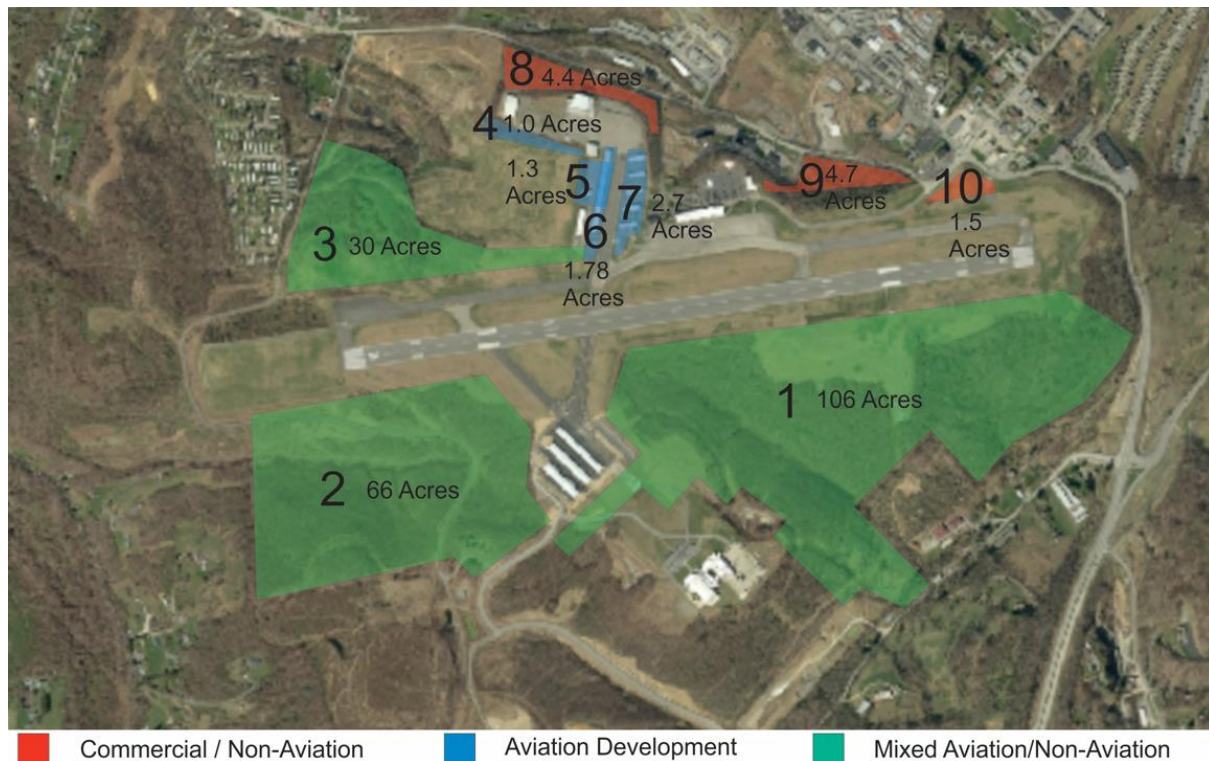 8 4.4 Acres
4 1.0 Acres
1.3
Acres
5
7
2.7
Acres
6
1.78
Acres
9
4.7
Acres
10
1.5
Acres
3 30 Acres
1 106 Acres
2 66 Acres
Commercial / Non-Aviation
Aviation Development
Mixed Aviation/Non-Aviation